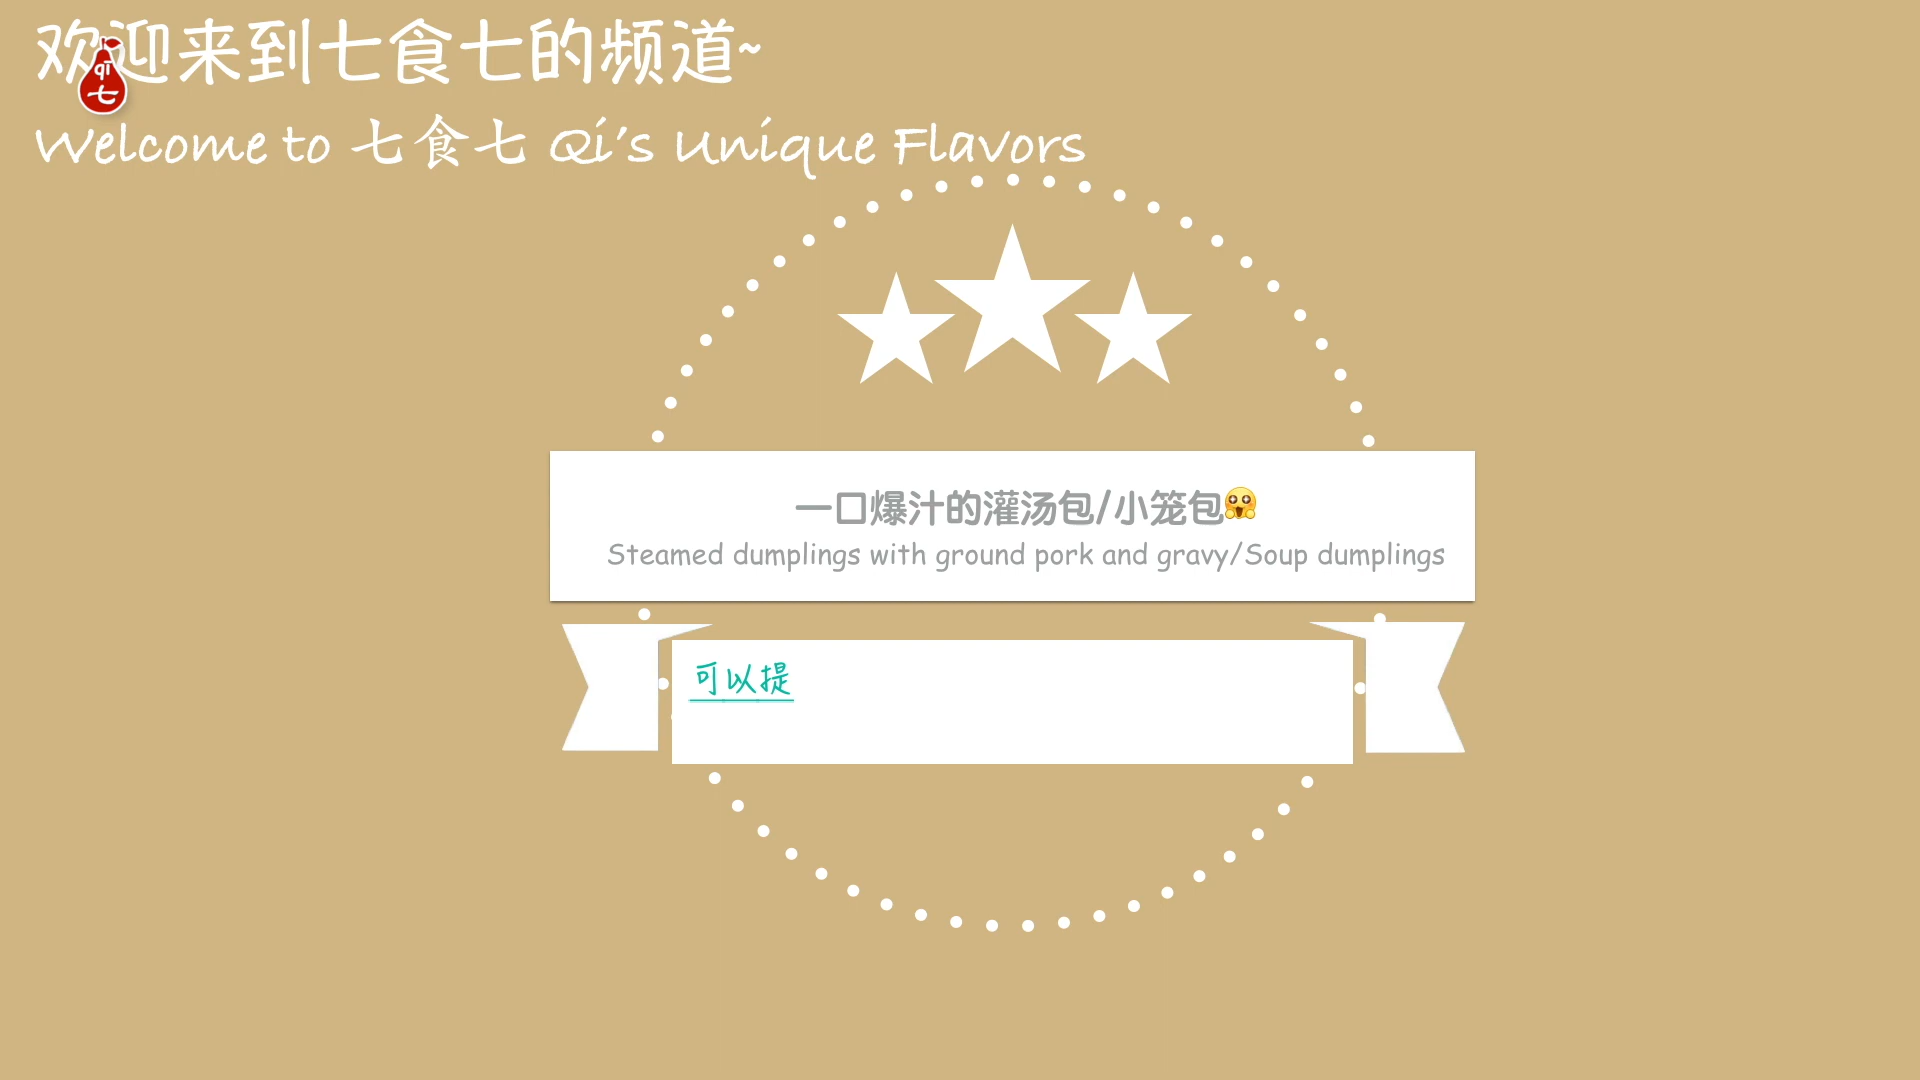 欢迎来到七食七的频道~
qī
七
Welcome to 七食七 Qi's Unique Flavors
一口爆汁的灌汤包/小笼包🤗
Steamed dumplings with ground pork and gravy/Soup dumplings
可以提